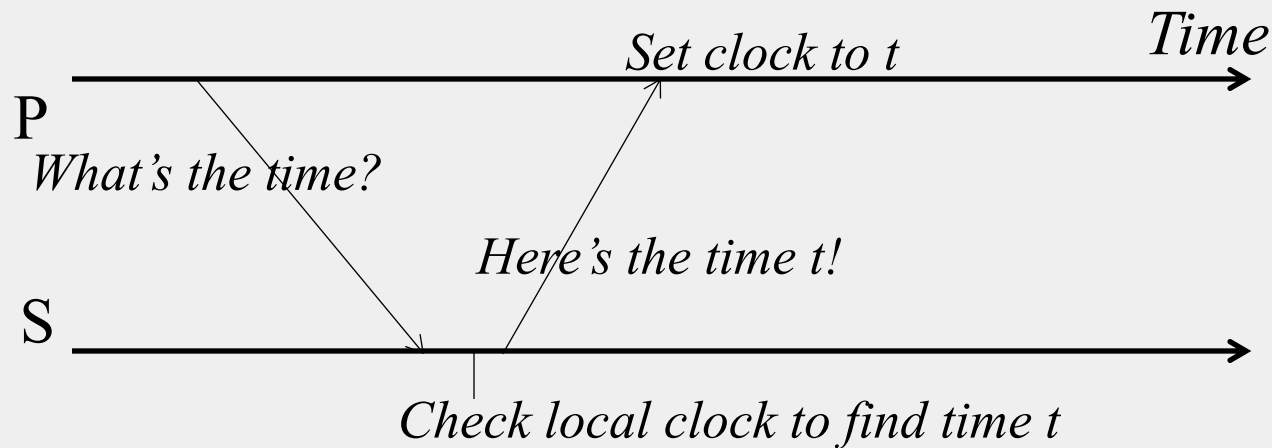 Time
Set clock to t
P
What’s the time?
Here’s the time t!
S
Check local clock to find time t